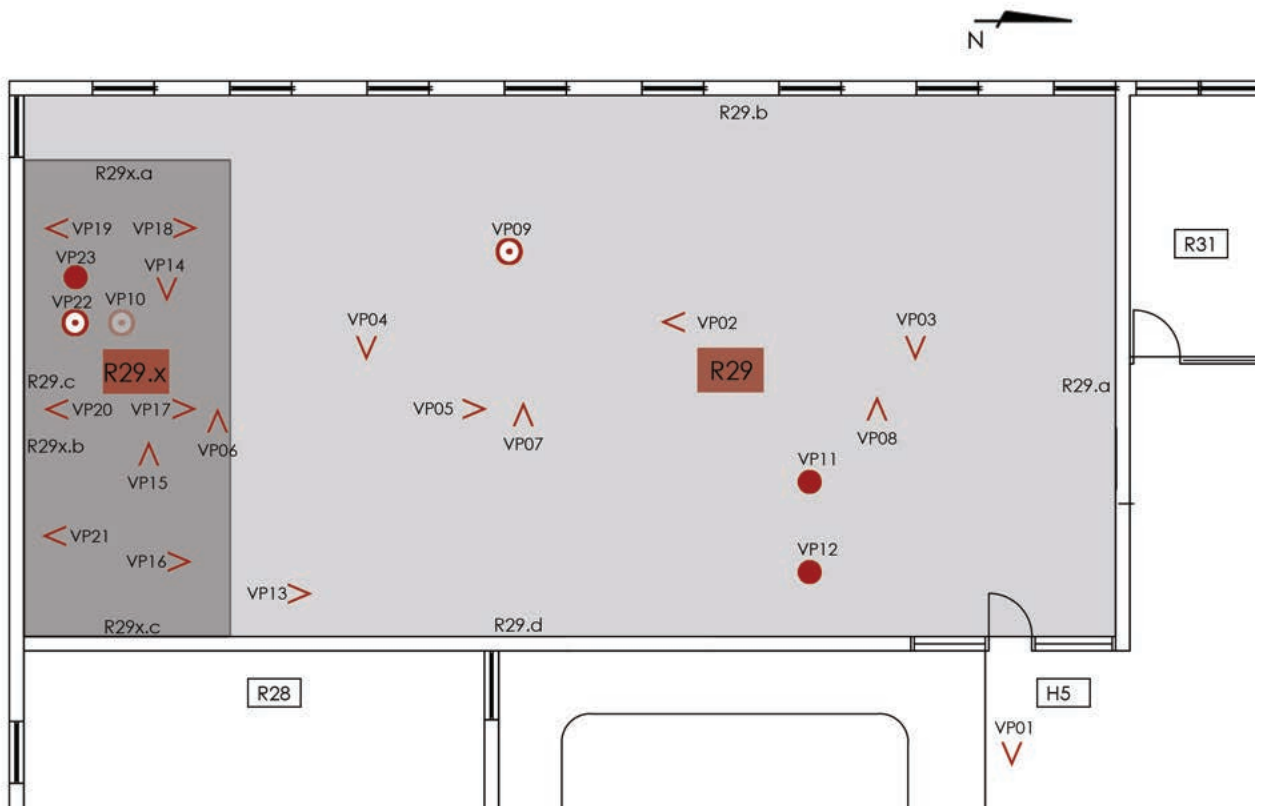 N
R29.b
R29x.a
VP19
VP18
VP09
R31
VP23
VP14
VP22
VP10
VP04
VP02
VP03
R29.x
R29
R29.c
R29.a
VP20
VP17
VP05
R29x.b
VP06
VP07
VP08
VP15
VP11
VP21
VP12
VP16
VP13
R29x.c
R29.d
R28
H5
VP01